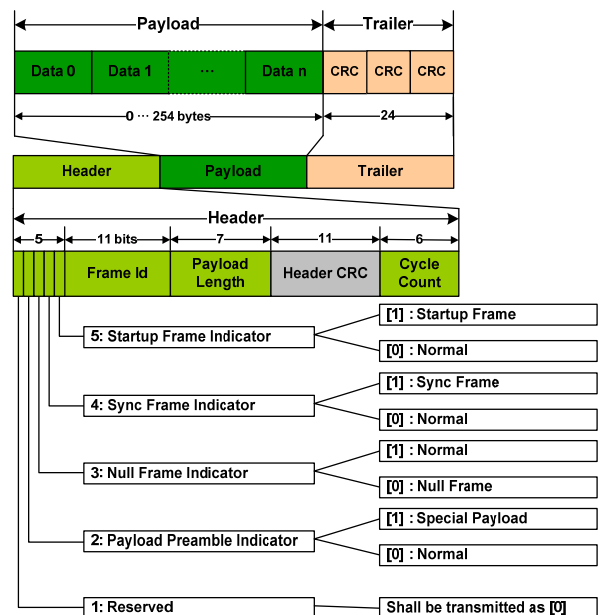 Payload Trailer
Data 0 Data 1 ... Data n CRC CRC CRC
0 ... 254 bytes 24
Header Payload Trailer
Header
5 11 bits 7 11 6
Frame Id Payload Length Header CRC Cycle Count
[1] : Startup Frame
5: Startup Frame Indicator
[0] : Normal
[1] : Sync Frame
4: Sync Frame Indicator
[0] : Normal
[1] : Normal
3: Null Frame Indicator
[0] : Null Frame
[1] : Special Payload
2: Payload Preamble Indicator
[0] : Normal
1: Reserved Shall be transmitted as [0]